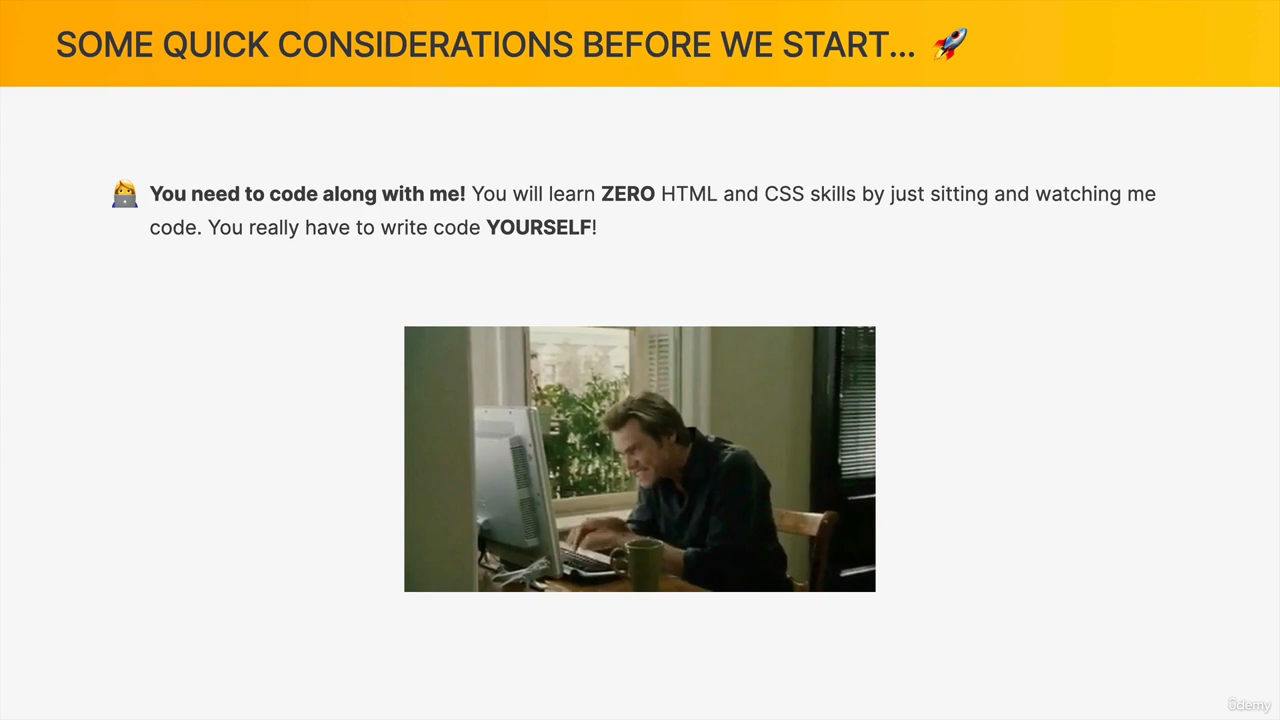 SOME QUICK CONSIDERATIONS BEFORE WE START... 🚀
👩‍💻 You need to code along with me! You will learn ZERO HTML and CSS skills by just sitting and watching me
code. You really have to write code YOURSELF!
Udemy